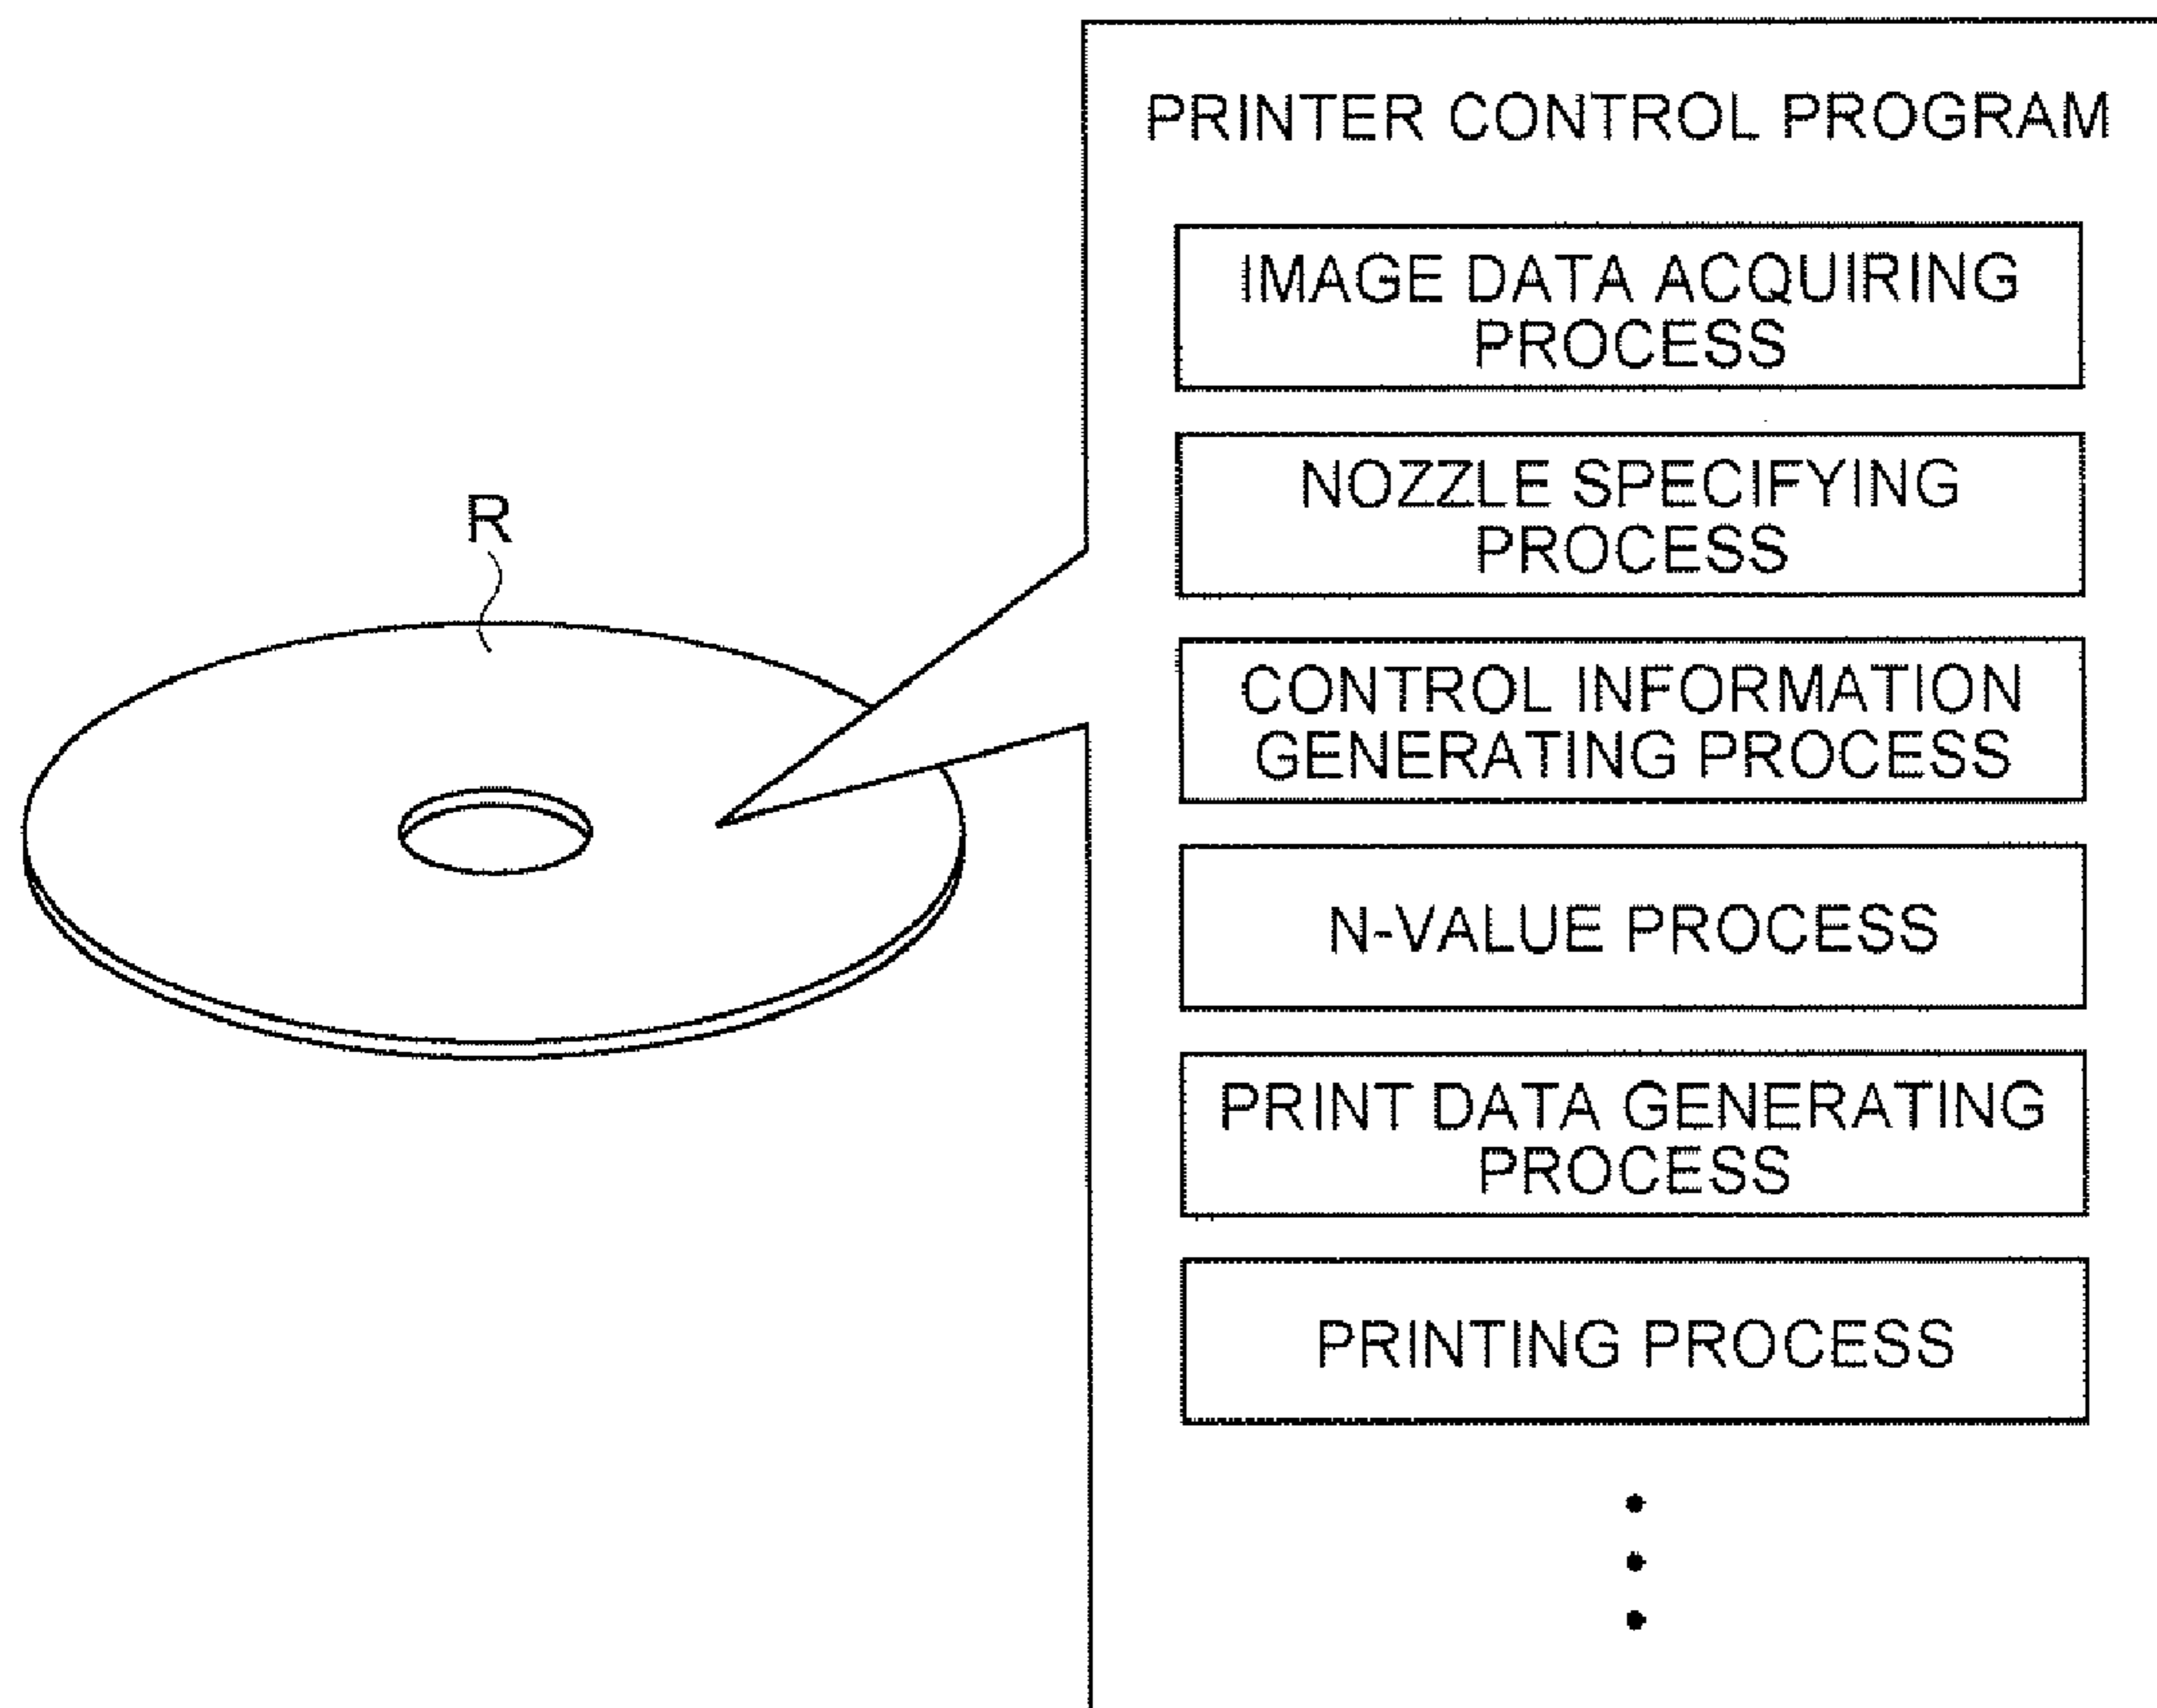 PRINTER CONTROL PROGRAM
IMAGE DATA ACQUIRING
PROCESS
NOZZLE SPECIFYING
PROCESS
R
CONTROL INFORMATION
GENERATING PROCESS
N-VALUE PROCESS
PRINT DATA GENERATING
PROCESS
PRINTING PROCESS